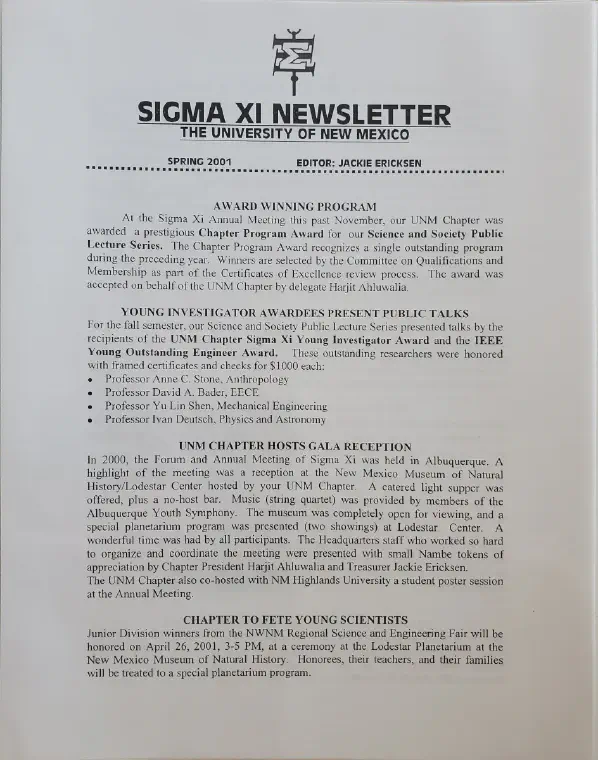 SIGMA XI NEWSLETTER
THE UNIVERSITY OF NEW MEXICO
SPRING 2001 EDITOR: JACKIE ERICKSEN
AWARD WINNING PROGRAM
At the Sigma Xi Annual Meeting this past November, our UNM Chapter was
awarded a prestigious Chapter Program Award for our Science and Society Public
Lecture Series. The Chapter Program Award recognizes a single outstanding program
during the preceding year. Winners are selected by the Committee on Qualifications and
Membership as part of the Certificates of Excellence review process. The award was
accepted on behalf of the UNM Chapter by delegate Harjit Ahluwalia.
YOUNG INVESTIGATOR AWARDEES PRESENT PUBLIC TALKS
For the fall semester, our Science and Society Public Lecture Series presented talks by the
recipients of the UNM Chapter Sigma Xi Young Investigator Award and the IEEE
Young Outstanding Engineer Award. These outstanding researchers were honored
with framed certificates and checks for $1000 each:
• Professor Anne C. Stone, Anthropology
• Professor David A. Bader, EECE
• Professor Yu Lin Shen, Mechanical Engineering
• Professor Ivan Deutsch, Physics and Astronomy
UNM CHAPTER HOSTS GALA RECEPTION
In 2000, the Forum and Annual Meeting of Sigma Xi was held in Albuquerque. A
highlight of the meeting was a reception at the New Mexico Museum of Natural
History/Lodestar Center hosted by your UNM Chapter. A catered light supper was
offered, plus a no-host bar. Music (string quartet) was provided by members of the
Albuquerque Youth Symphony. The museum was completely open for viewing, and a
special planetarium program was presented (two showings) at Lodestar Center. A
wonderful time was had by all participants. The Headquarters staff who worked so hard
to organize and coordinate the meeting were presented with small Nambe tokens of
appreciation by Chapter President Harjit Ahluwalia and Treasurer Jackie Ericksen.
The UNM Chapter also co-hosted with NM Highlands University a student poster session
at the Annual Meeting.
CHAPTER TO FETE YOUNG SCIENTISTS
Junior Division winners from the NWNM Regional Science and Engineering Fair will be
honored on April 26, 2001, 3-5 PM, at a ceremony at the Lodestar Planetarium at the
New Mexico Museum of Natural History. Honorees, their teachers, and their families
will be treated to a special planetarium program.